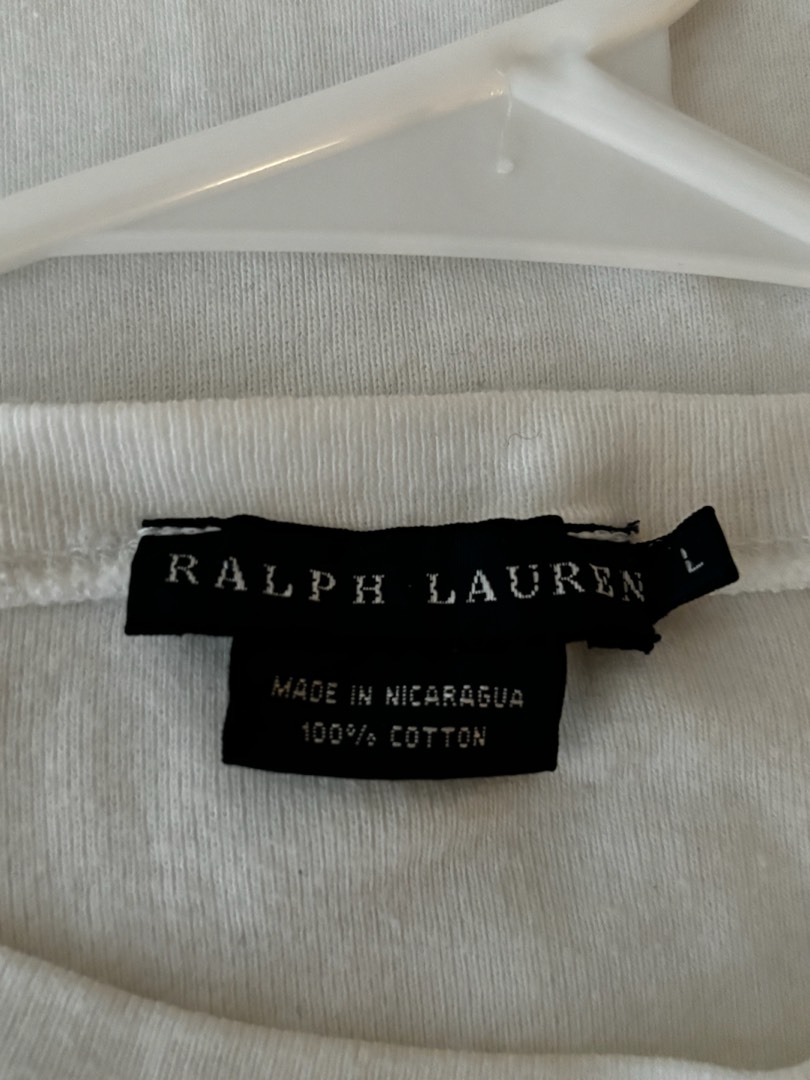 RALPH LAUREN
L
MADE IN NICARAGUA
100% COTTON